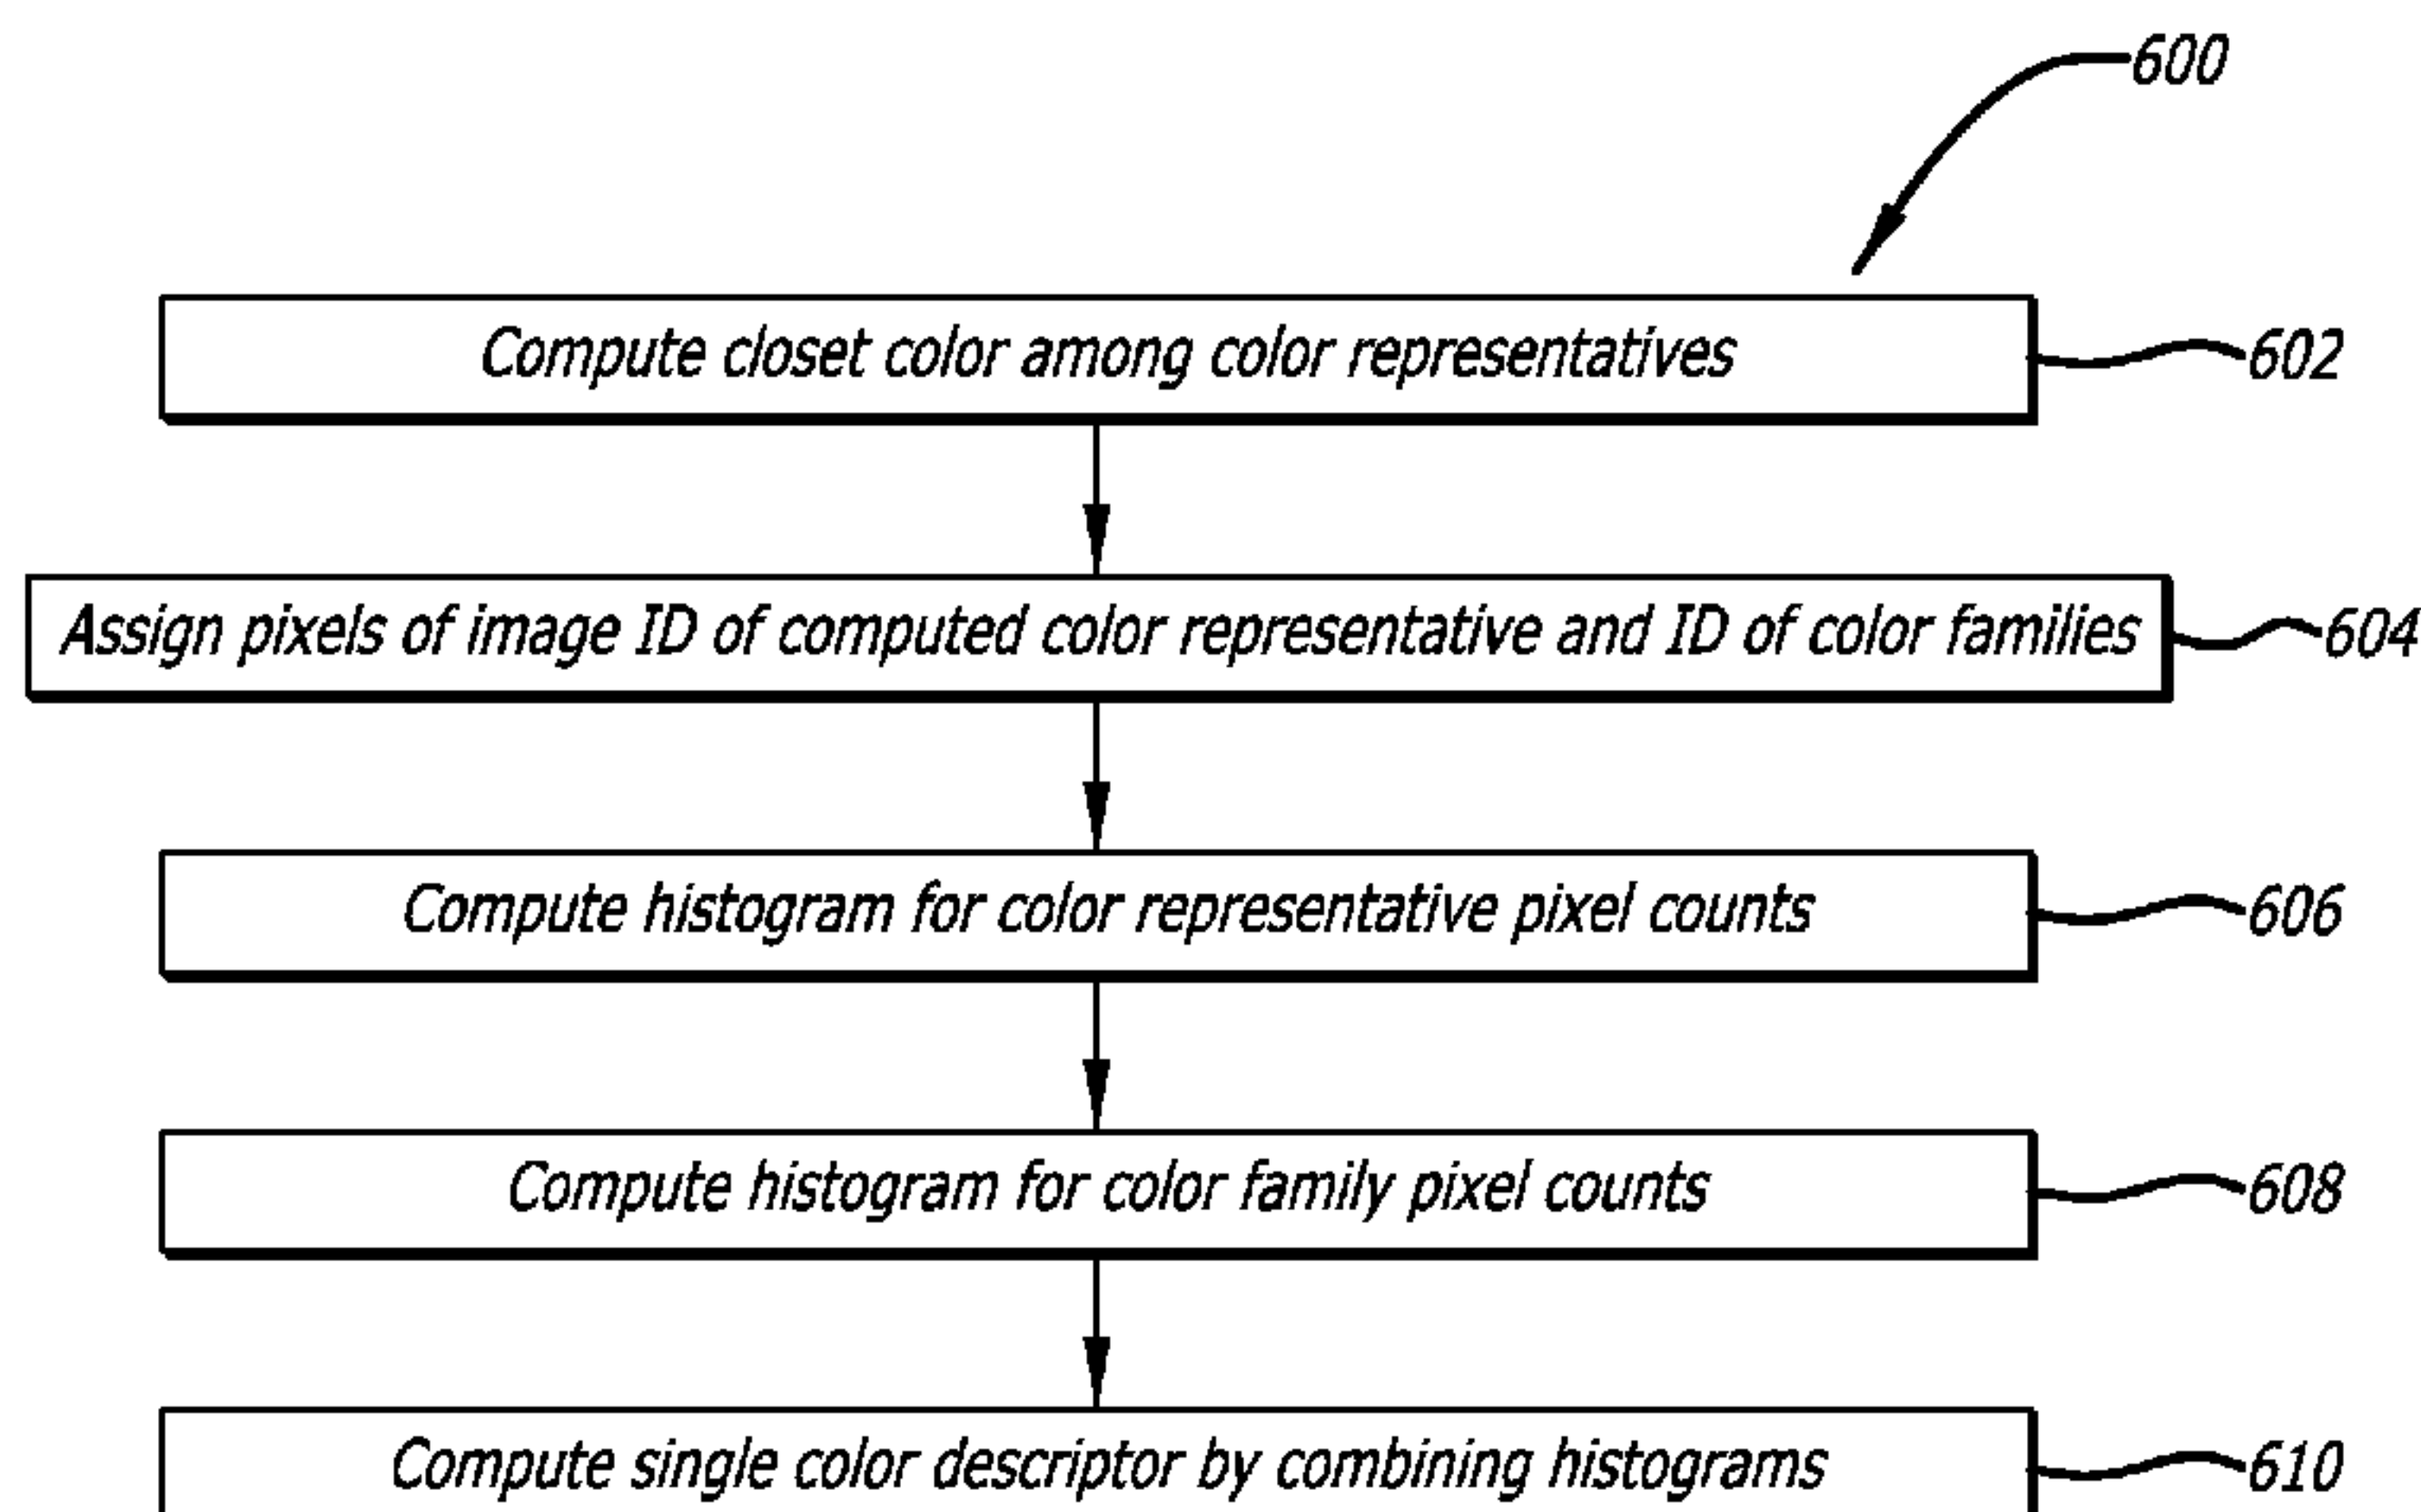 600
Compute closet color among color representatives
602
Assign pixels of image ID of computed color representative and ID of color families
604
Compute histogram for color representative pixel counts
606
Compute histogram for color family pixel counts
608
Compute single color descriptor by combining histograms
610